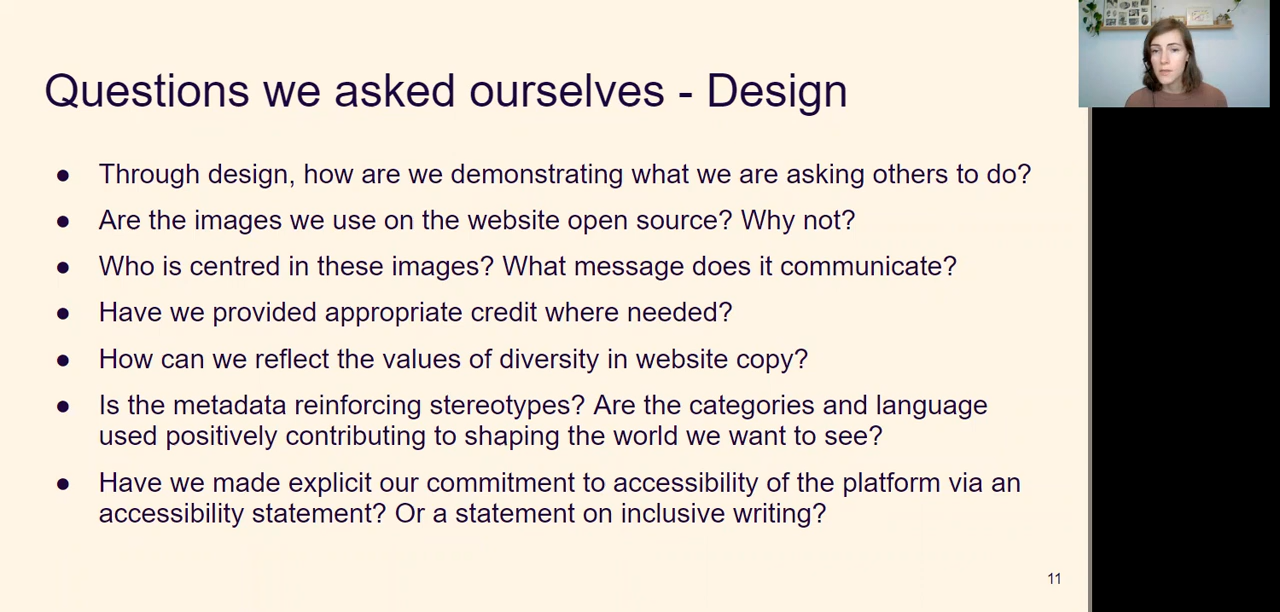 Questions we asked ourselves - Design
● Through design, how are we demonstrating what we are asking others to do?
● Are the images we use on the website open source? Why not?
● Who is centred in these images? What message does it communicate?
● Have we provided appropriate credit where needed?
● How can we reflect the values of diversity in website copy?
● Is the metadata reinforcing stereotypes? Are the categories and language
used positively contributing to shaping the world we want to see?
● Have we made explicit our commitment to accessibility of the platform via an
accessibility statement? Or a statement on inclusive writing?
11